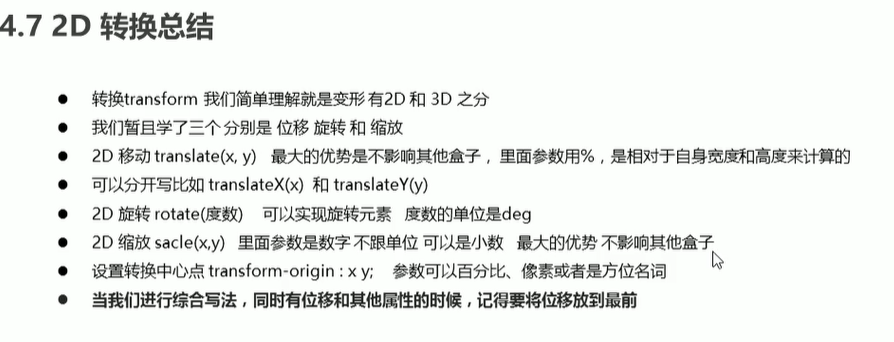 4.7 2D 转换总结
● 转换transform 我们简单理解就是变形 有2D 和 3D 之分
● 我们暂且学了三个 分别是 位移 旋转 和 缩放
● 2D 移动 translate(x, y) 最大的优势是不影响其他盒子，里面参数用%，是相对于自身宽度和高度来计算的
● 可以分开写比如 translateX(x) 和 translateY(y)
● 2D 旋转 rotate(度数) 可以实现旋转元素 度数的单位是deg
● 2D 缩放 sacle(x,y) 里面参数是数字 不跟单位 可以是小数 最大的优势 不影响其他盒子
● 设置转换中心点 transform-origin : x y; 参数可以百分比、像素或者是方位名词
● 当我们进行综合写法，同时有位移和其他属性的时候，记得要将位移放到最前